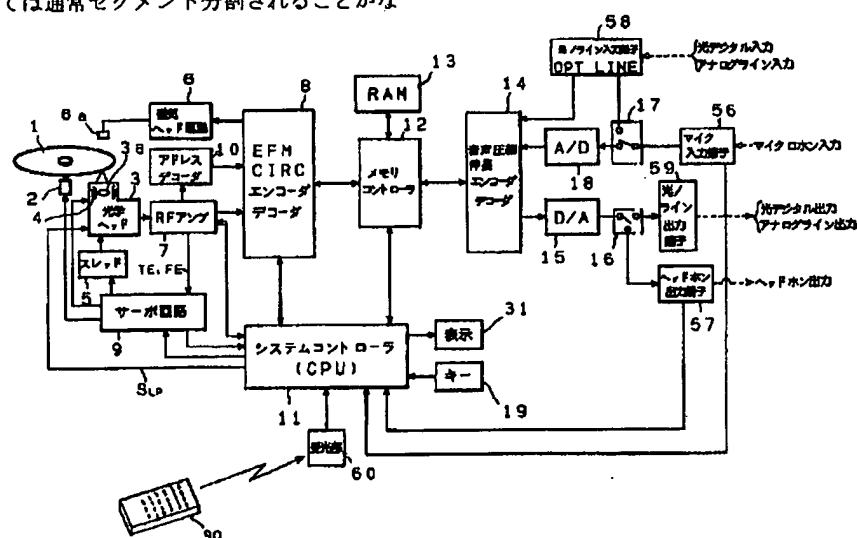 ては通常セグメント分割されることがな
58
光/ライン入力端子
OPT LINE
光デジタル入力
アナログライン入力
6
6a
磁気
ヘッド駆動
8
13
RAM
14
12
17
56
1
2
3a
3
4
光学
ヘッド
10
アドレス
デコーダ
EFM
CIRC
エンコーダ
デコーダ
メモリ
コントローラ
音声圧縮
伸長
エンコーダ
デコーダ
A/D
18
マイク
入力端子
マイクロホン入力
59
RFアンプ
7
D/A
15
16
光/
ライン
出力
端子
光デジタル出力
アナログライン出力
スレッド
5
TE,FE
ヘッドホン
出力端子
ヘッドホン出力
57
サーボ回路
9
システムコントローラ
(CPU)
11
表示
31
キー
19
SLP
受光部
60
90